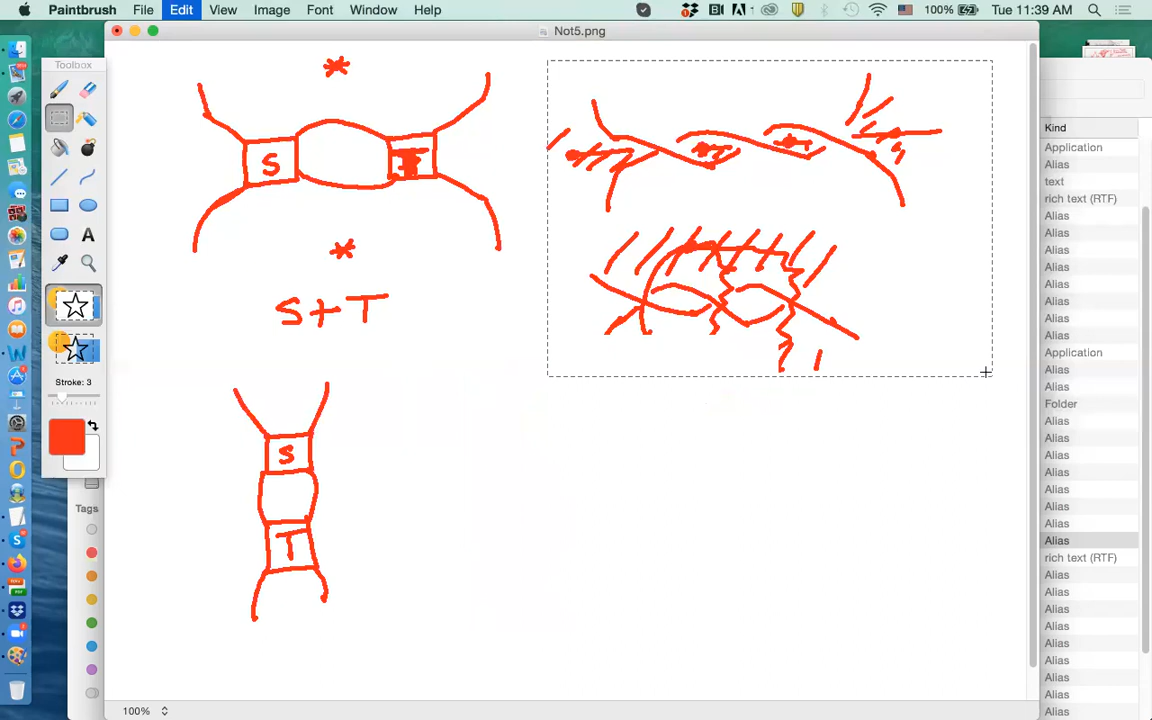 Paintbrush File Edit View Image Font Window Help 100% Tue 11:39 AM
Not5.png
Toolbox
Kind
Application
Alias
text
rich text (RTF)
Alias
Alias
Alias
Alias
Alias
Alias
Alias
Alias
Alias
Application
Alias
Alias
Folder
Alias
Alias
Alias
Alias
Alias
Alias
Alias
Alias
rich text (RTF)
Alias
Alias
Alias
Alias
Alias
Alias
Alias
Alias
Alias
*
S T
*
S+T
S
T
A
Stroke: 3
Tags
100%